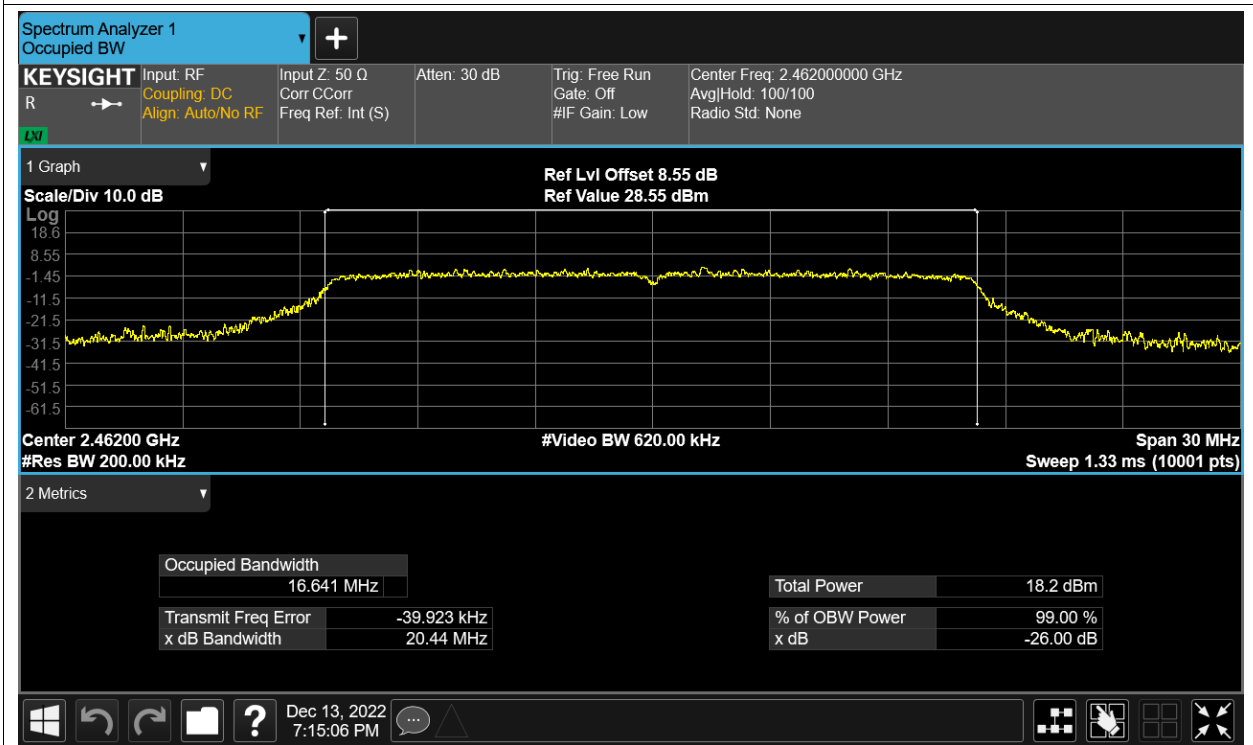 Spectrum Analyzer 1
Occupied BW
KEYSIGHT
R
LXI
Input: RF
Coupling: DC
Align: Auto/No RF
Input Z: 50 Ω
Corr CCorr
Freq Ref: Int (S)
Atten: 30 dB
Trig: Free Run
Gate: Off
#IF Gain: Low
Center Freq: 2.462000000 GHz
Avg|Hold: 100/100
Radio Std: None
1 Graph
Ref Lvl Offset 8.55 dB
Scale/Div 10.0 dB
Ref Value 28.55 dBm
Log
18.6
8.55
-1.45
-11.5
-21.5
-31.5
-41.5
-51.5
-61.5
Center 2.46200 GHz
#Video BW 620.00 kHz
Span 30 MHz
#Res BW 200.00 kHz
Sweep 1.33 ms (10001 pts)
2 Metrics
Occupied Bandwidth
16.641 MHz
Total Power 18.2 dBm
Transmit Freq Error -39.923 kHz
% of OBW Power 99.00 %
x dB Bandwidth 20.44 MHz
x dB -26.00 dB
Dec 13, 2022
7:15:06 PM